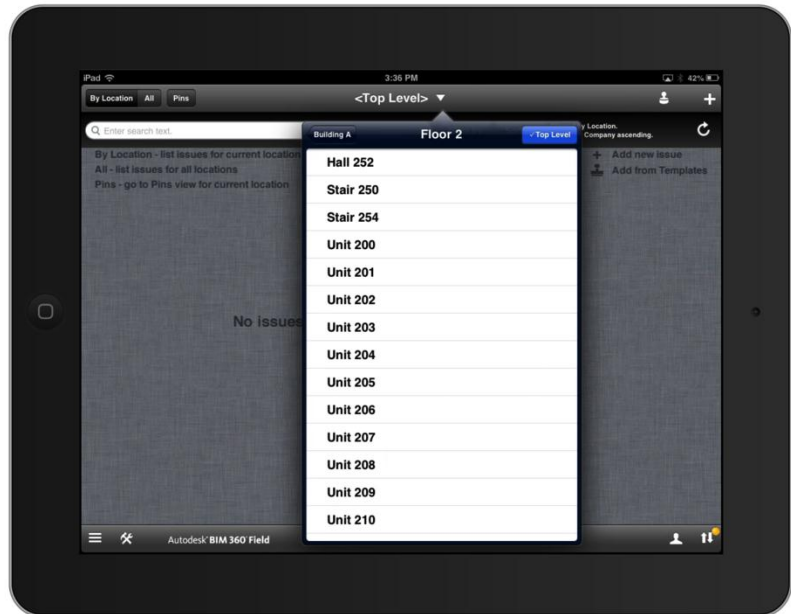 iPad
3:36 PM
42%
By Location All Pins
<Top Level> ▼
+
Enter search text.
Building A
Floor 2
✓Top Level
y Location.
Company ascending.
By Location - list issues for current location
All - list issues for all locations
Pins - go to Pins view for current location
+ Add new issue
Add from Templates
No issues
Hall 252
Stair 250
Stair 254
Unit 200
Unit 201
Unit 202
Unit 203
Unit 204
Unit 205
Unit 206
Unit 207
Unit 208
Unit 209
Unit 210
Autodesk® BIM 360® Field